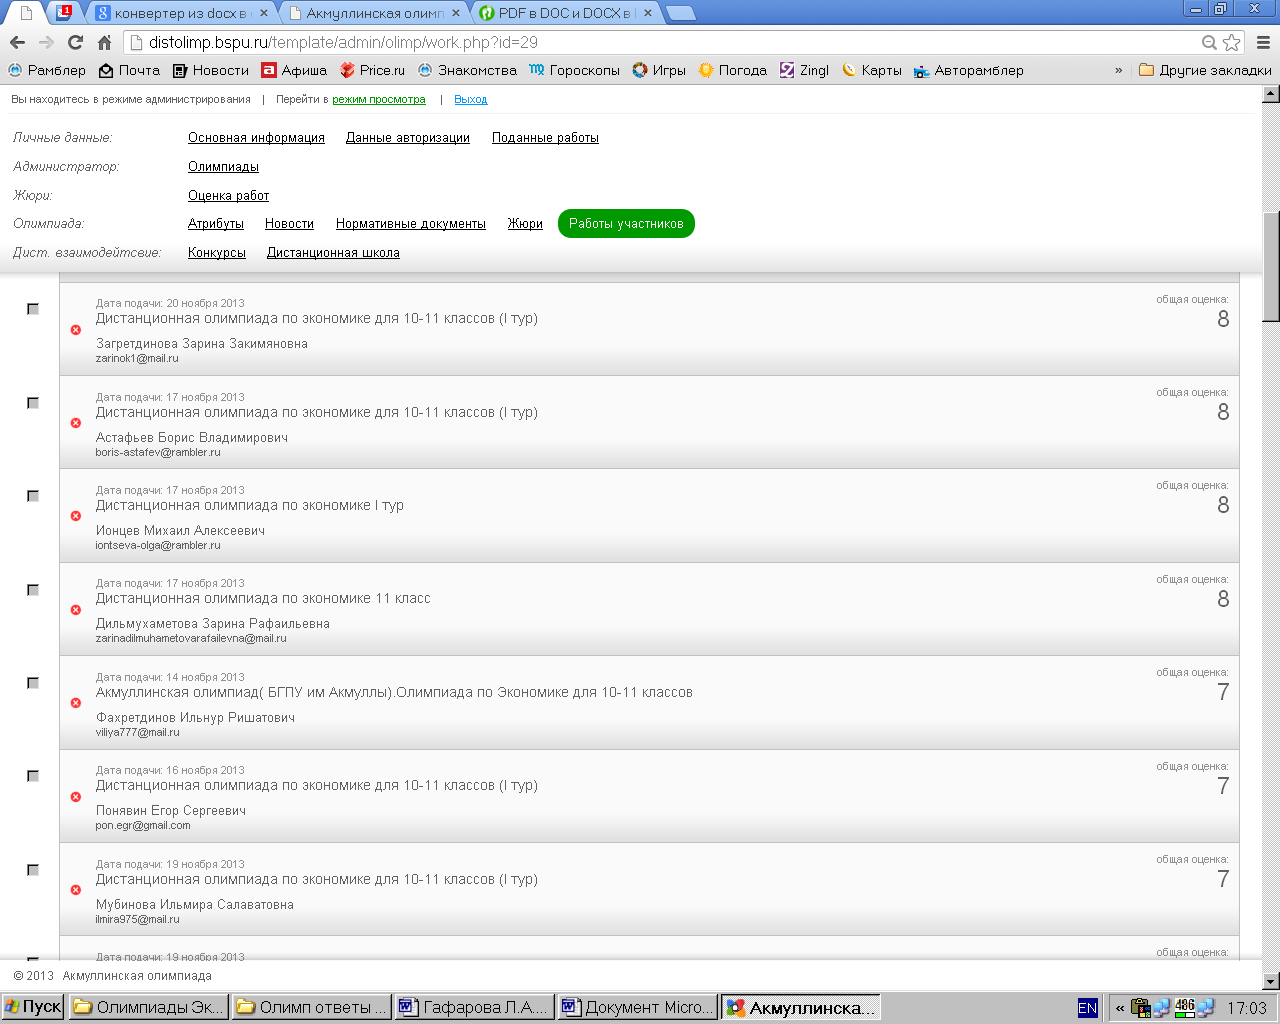 1 конвертер из docx в Акмуллинская олимп PDF в DOC и DOCX в
distolimp.bspu.ru/template/admin/olimp/work.php?id=29
Рамблер Почта Новости Афиша Price.ru Знакомства Гороскопы Игры Погода Zingl Карты Авторамблер » Другие закладки
Вы находитесь в режиме администрирования | Перейти в режим просмотра | Выход
Личные данные: Основная информация Данные авторизации Поданные работы
Администратор: Олимпиады
Жюри: Оценка работ
Олимпиада: Атрибуты Новости Нормативные документы Жюри Работы участников
Дист. взаимодейтсвие: Конкурсы Дистанционная школа
Дата подачи: 20 ноября 2013 общая оценка:
Дистанционная олимпиада по экономике для 10-11 классов (I тур) 8
Загретдинова Зарина Закимяновна
zarinok1@mail.ru
Дата подачи: 17 ноября 2013 общая оценка:
Дистанционная олимпиада по экономике для 10-11 классов (I тур) 8
Астафьев Борис Владимирович
boris-astafev@rambler.ru
Дата подачи: 17 ноября 2013 общая оценка:
Дистанционная олимпиада по экономике I тур 8
Ионцев Михаил Алексеевич
iontseva-olga@rambler.ru
Дата подачи: 17 ноября 2013 общая оценка:
Дистанционная олимпиада по экономике 11 класс 8
Дильмухаметова Зарина Рафаильевна
zarinadilmuhametovarafailevna@mail.ru
Дата подачи: 14 ноября 2013 общая оценка:
Акмуллинская олимпиад( БГПУ им Акмуллы).Олимпиада по Экономике для 10-11 классов 7
Фахретдинов Ильнур Ришатович
viliya777@mail.ru
Дата подачи: 16 ноября 2013 общая оценка:
Дистанционная олимпиада по экономике для 10-11 классов (I тур) 7
Понявин Егор Сергеевич
pon.egr@gmail.com
Дата подачи: 19 ноября 2013 общая оценка:
Дистанционная олимпиада по экономике для 10-11 классов (I тур) 7
Мубинова Ильмира Салаватовна
ilmira975@mail.ru
Дата подачи: 19 ноября 2013 общая оценка:
© 2013 Акмуллинская олимпиада
Пуск Олимпиады Эк... Олимп ответы ... Гафарова Л.А.... Документ Micro... Акмуллинска... EN « 486 17:03